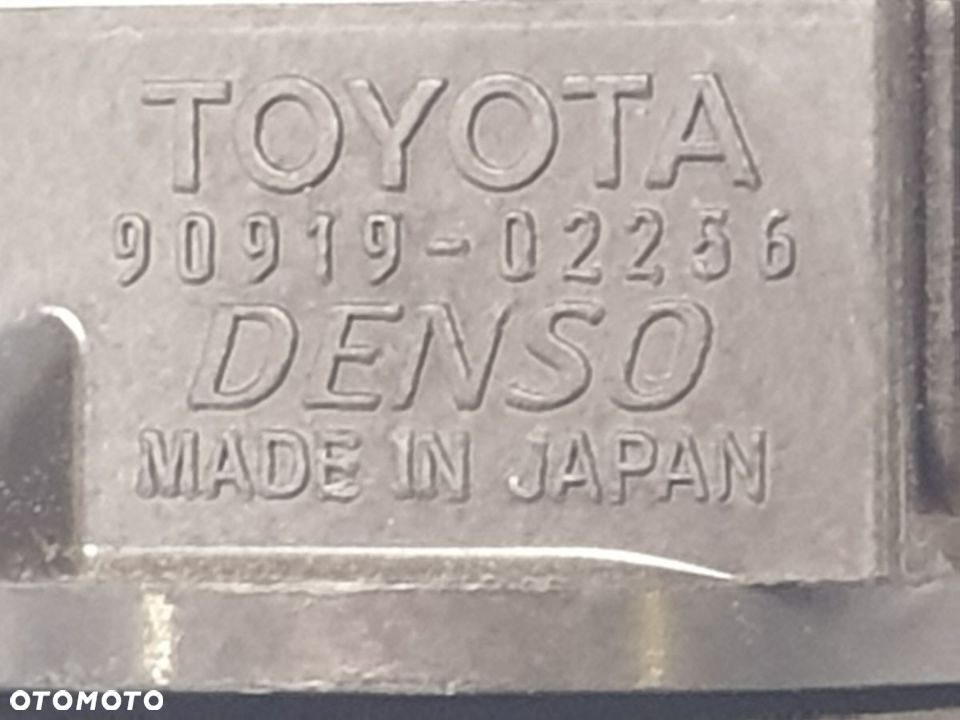 TOYOTA
90919-02256
DENSO
MADE IN JAPAN
OTOMOTO